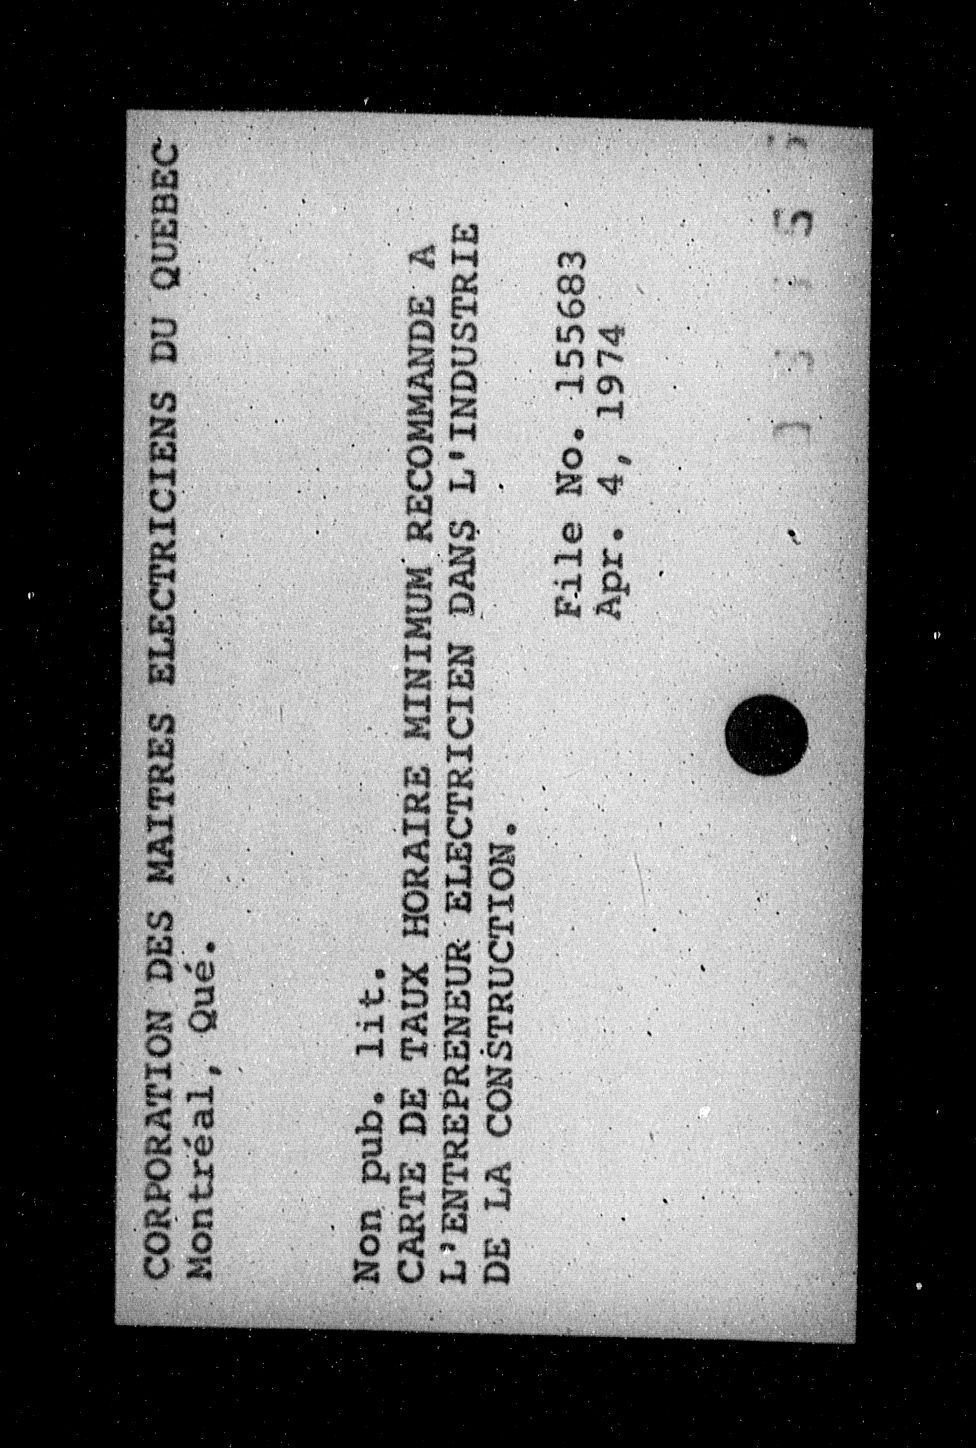 CORPORATION DES MAITRES ELECTRICIENS DU QUEBEC
Montréal, Qué.
Non pub. lit.
CARTE DE TAUX HORAIRE MINIMUM RECOMMANDE A
L'ENTREPRENEUR ELECTRICIEN DANS L'INDUSTRIE
DE LA CONSTRUCTION.
File No. 155683
Apr. 4, 1974